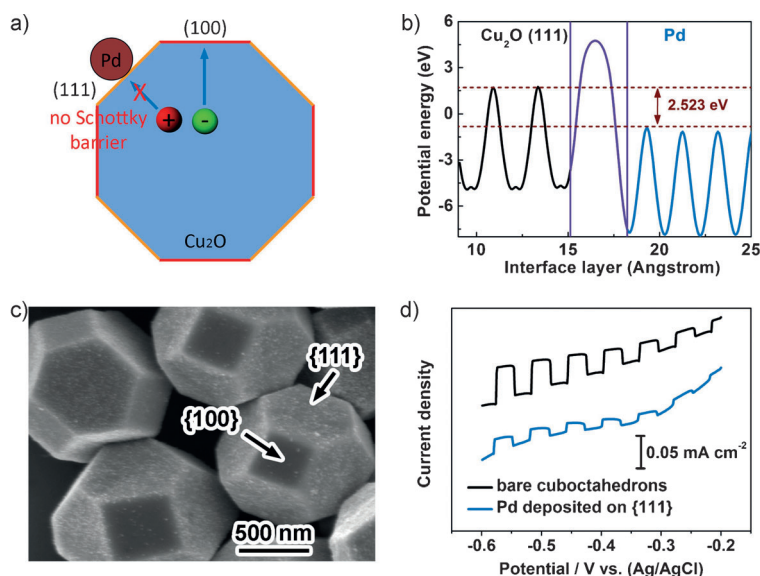 a)
(100)
Pd
(111)
X
no Schottky
barrier
+
-
Cu₂O
b)
Cu₂O (111)
Pd
Potential energy (eV)
3
0
-3
-6
2.523 eV
10
15
20
25
Interface layer (Angstrom)
c)
{111}
{100}
500 nm
d)
Current density
0.05 mA cm⁻²
bare cuboctahedrons
Pd deposited on {111}
-0.6
-0.5
-0.4
-0.3
-0.2
Potential / V vs. (Ag/AgCl)